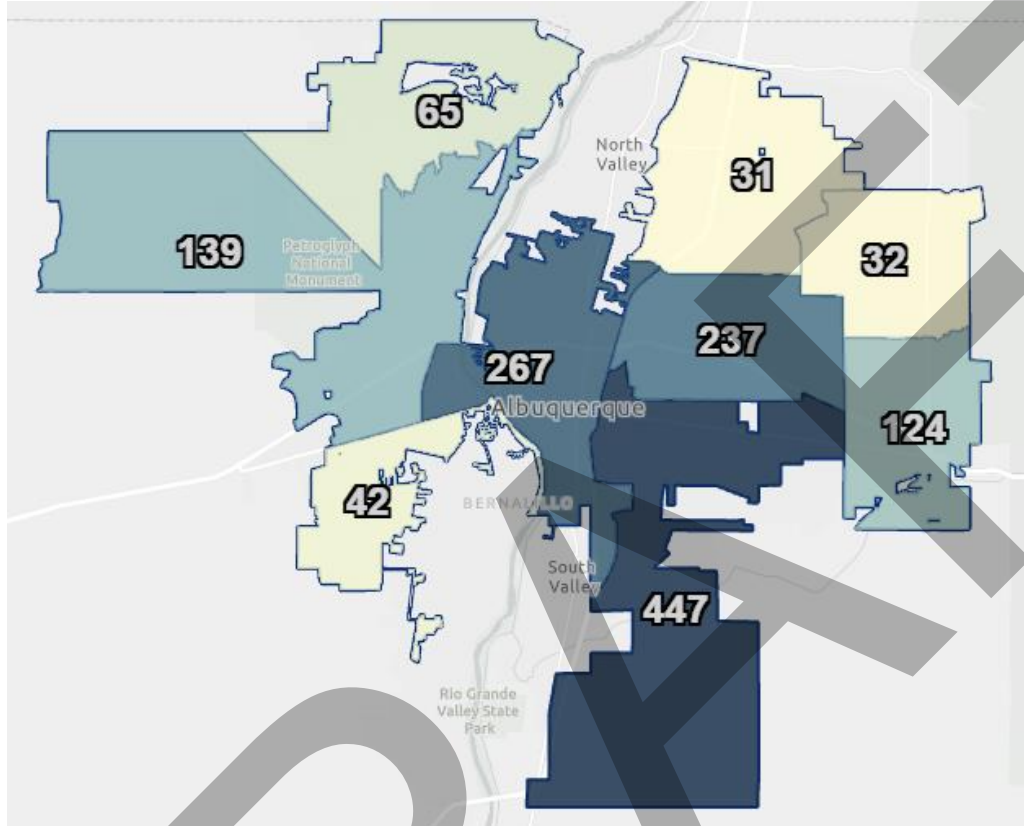 65
North
Valley
31
139
Petroglyph
National
Monument
32
237
267
Albuquerque
124
42
BERNALILLO
South
Valley
447
Rio Grande
Valley State
Park
DRAFT